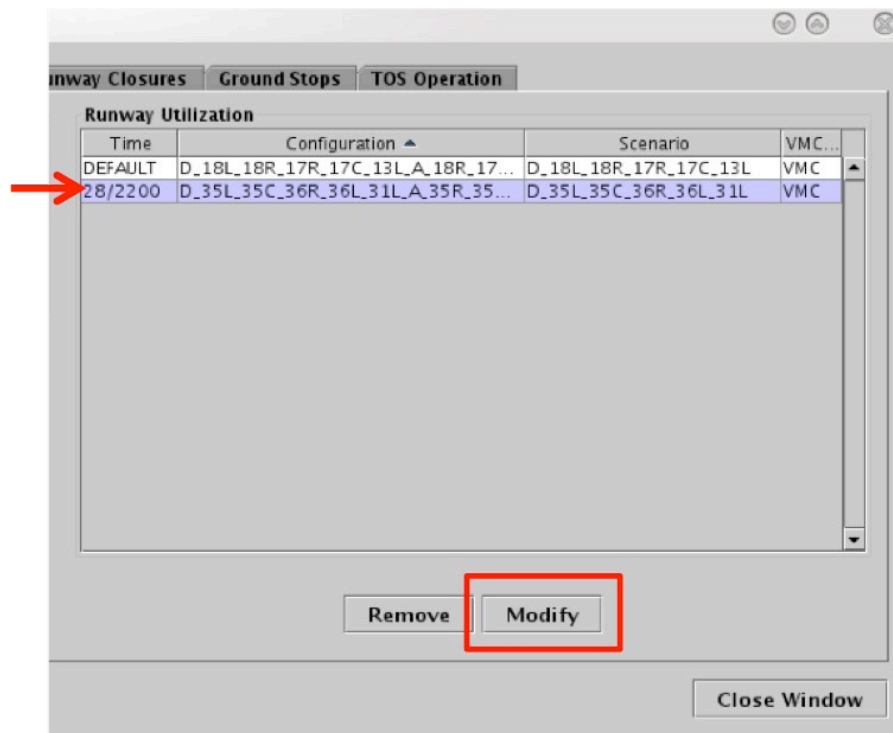 unway Closures Ground Stops TOS Operation
Runway Utilization
Time Configuration Scenario VMC...
DEFAULT D_18L_18R_17R_17C_13L_A_18R_17... D_18L_18R_17R_17C_13L VMC
28/2200 D_35L_35C_36R_36L_31L_A_35R_35... D_35L_35C_36R_36L_31L VMC
Remove Modify
Close Window